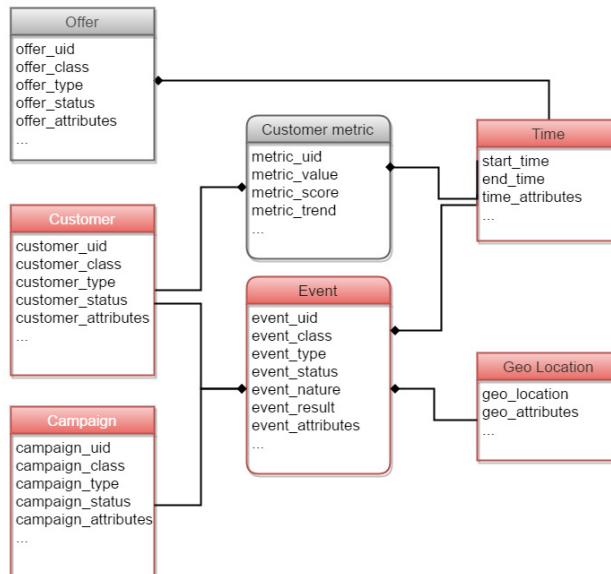 Offer
offer_uid
offer_class
offer_type
offer_status
offer_attributes
...
Customer metric
metric_uid
metric_value
metric_score
metric_trend
...
Time
start_time
end_time
time_attributes
...
Customer
customer_uid
customer_class
customer_type
customer_status
customer_attributes
...
Event
event_uid
event_class
event_type
event_status
event_nature
event_result
event_attributes
...
Geo Location
geo_location
geo_attributes
...
Campaign
campaign_uid
campaign_class
campaign_type
campaign_status
campaign_attributes
...